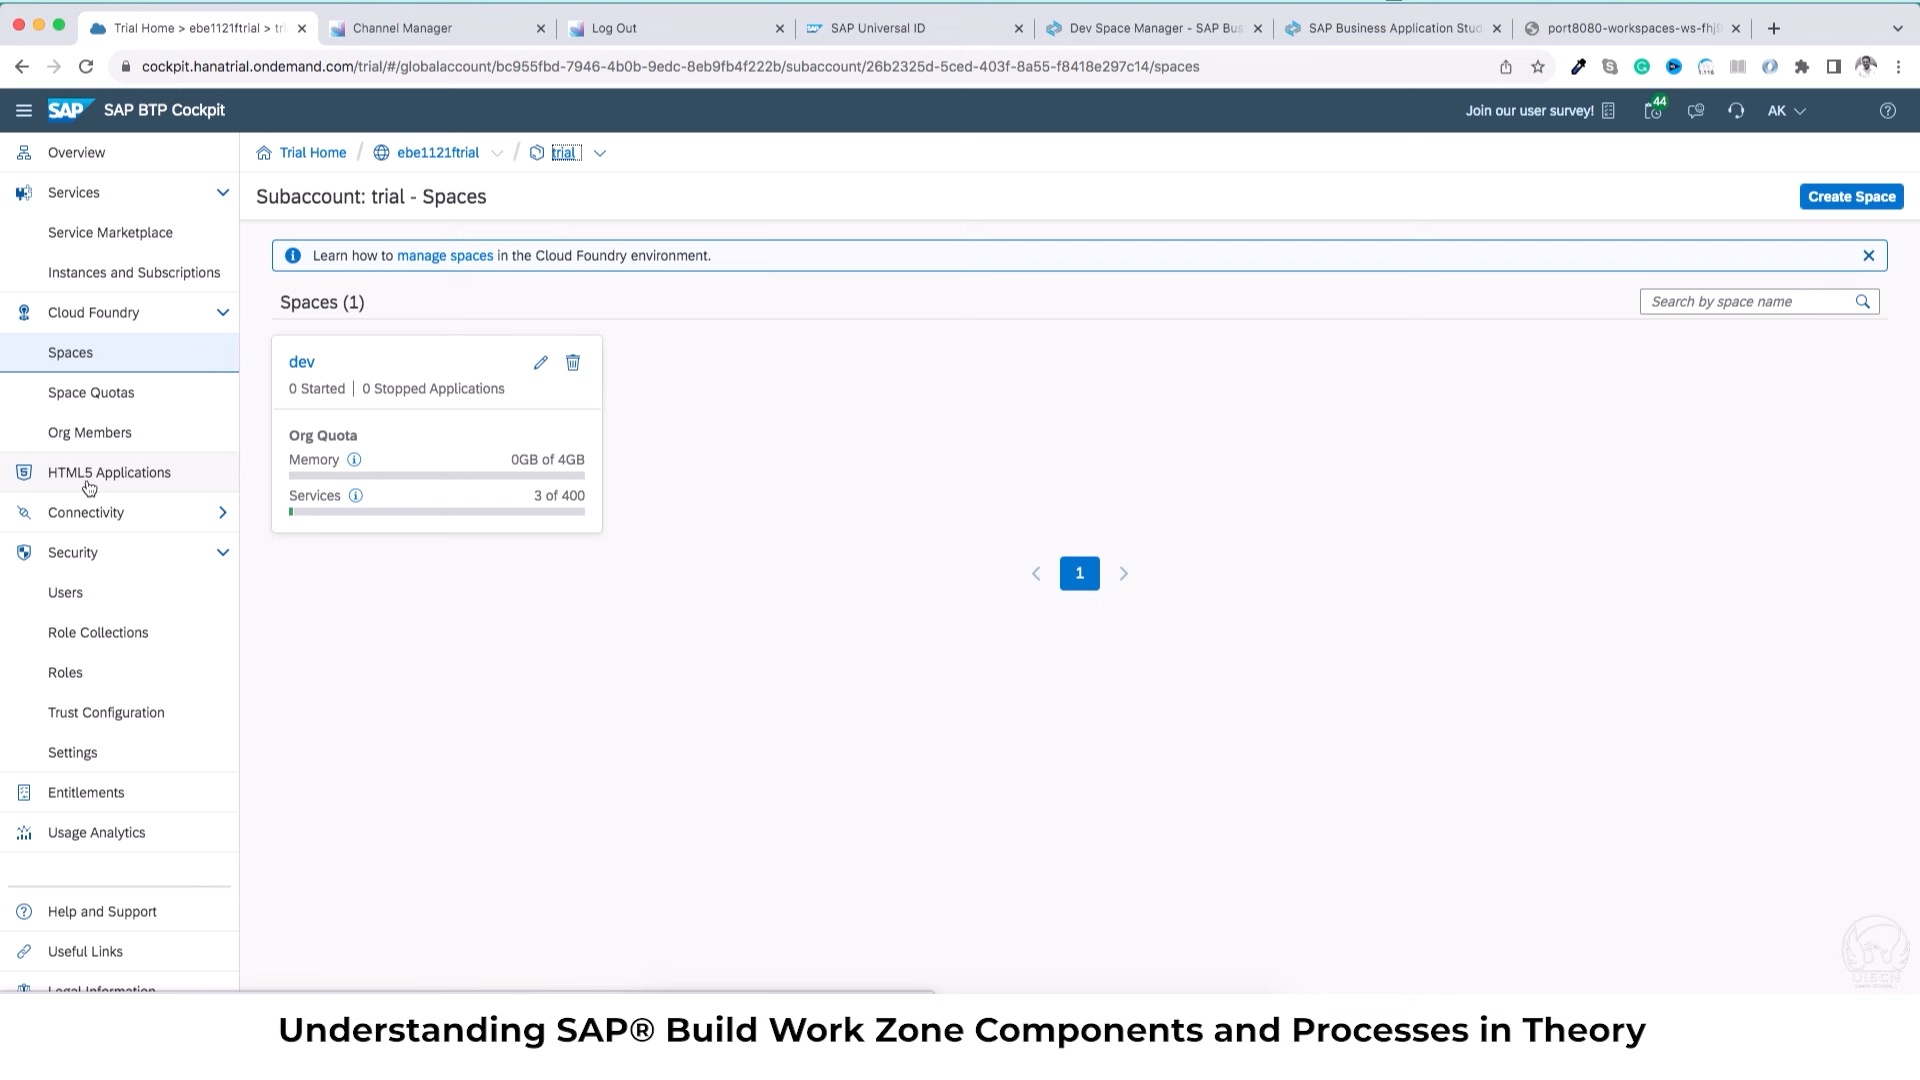 Trial Home > ebe1121ftrial > tri
Channel Manager
Log Out
SAP Universal ID
Dev Space Manager - SAP Bus
SAP Business Application Stud
port8080-workspaces-ws-fhj9
cockpit.hanatrial.ondemand.com/trial/#/globalaccount/bc955fbd-7946-4b0b-9edc-8eb9fb4f222b/subaccount/26b2325d-5ced-403f-8a55-f8418e297c14/spaces
SAP SAP BTP Cockpit
Join our user survey!
44
AK
Overview
Services
Service Marketplace
Instances and Subscriptions
Cloud Foundry
Spaces
Space Quotas
Org Members
HTML5 Applications
Connectivity
Security
Users
Role Collections
Roles
Trust Configuration
Settings
Entitlements
Usage Analytics
Help and Support
Useful Links
Legal Information
Trial Home / ebe1121ftrial / trial
Subaccount: trial - Spaces
Create Space
Learn how to manage spaces in the Cloud Foundry environment.
Spaces (1)
Search by space name
dev
0 Started | 0 Stopped Applications
Org Quota
Memory 0GB of 4GB
Services 3 of 400
1
Understanding SAP® Build Work Zone Components and Processes in Theory